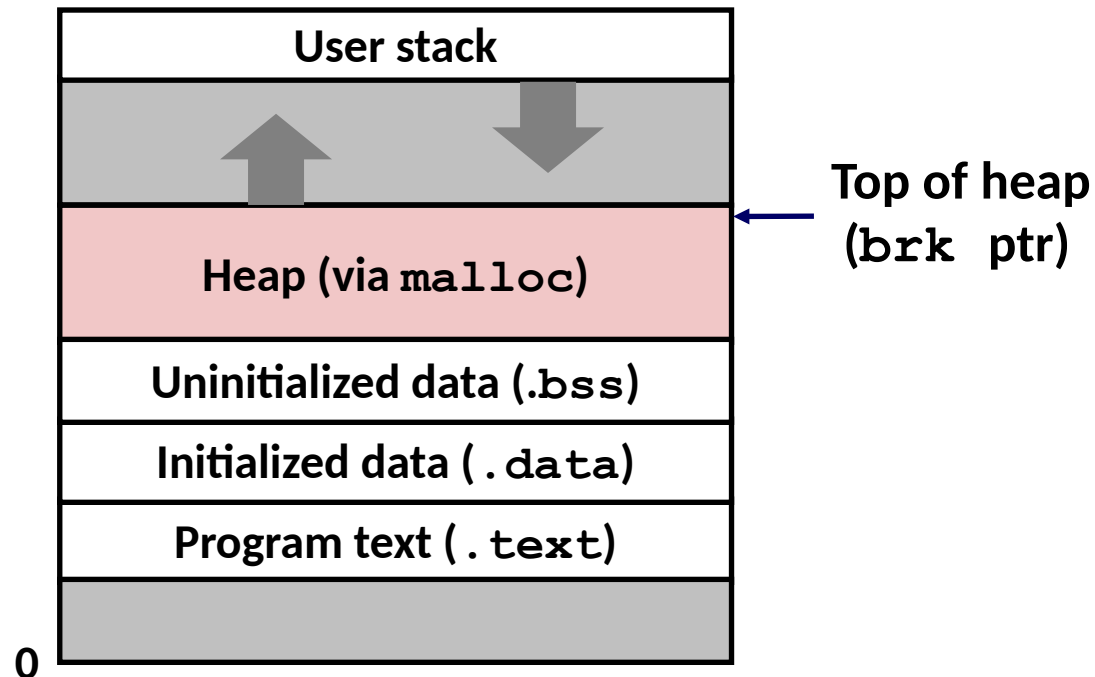 User stack
Top of heap
(brk ptr)
Heap (via malloc)
Uninitialized data (.bss)
Initialized data (.data)
Program text (.text)
0